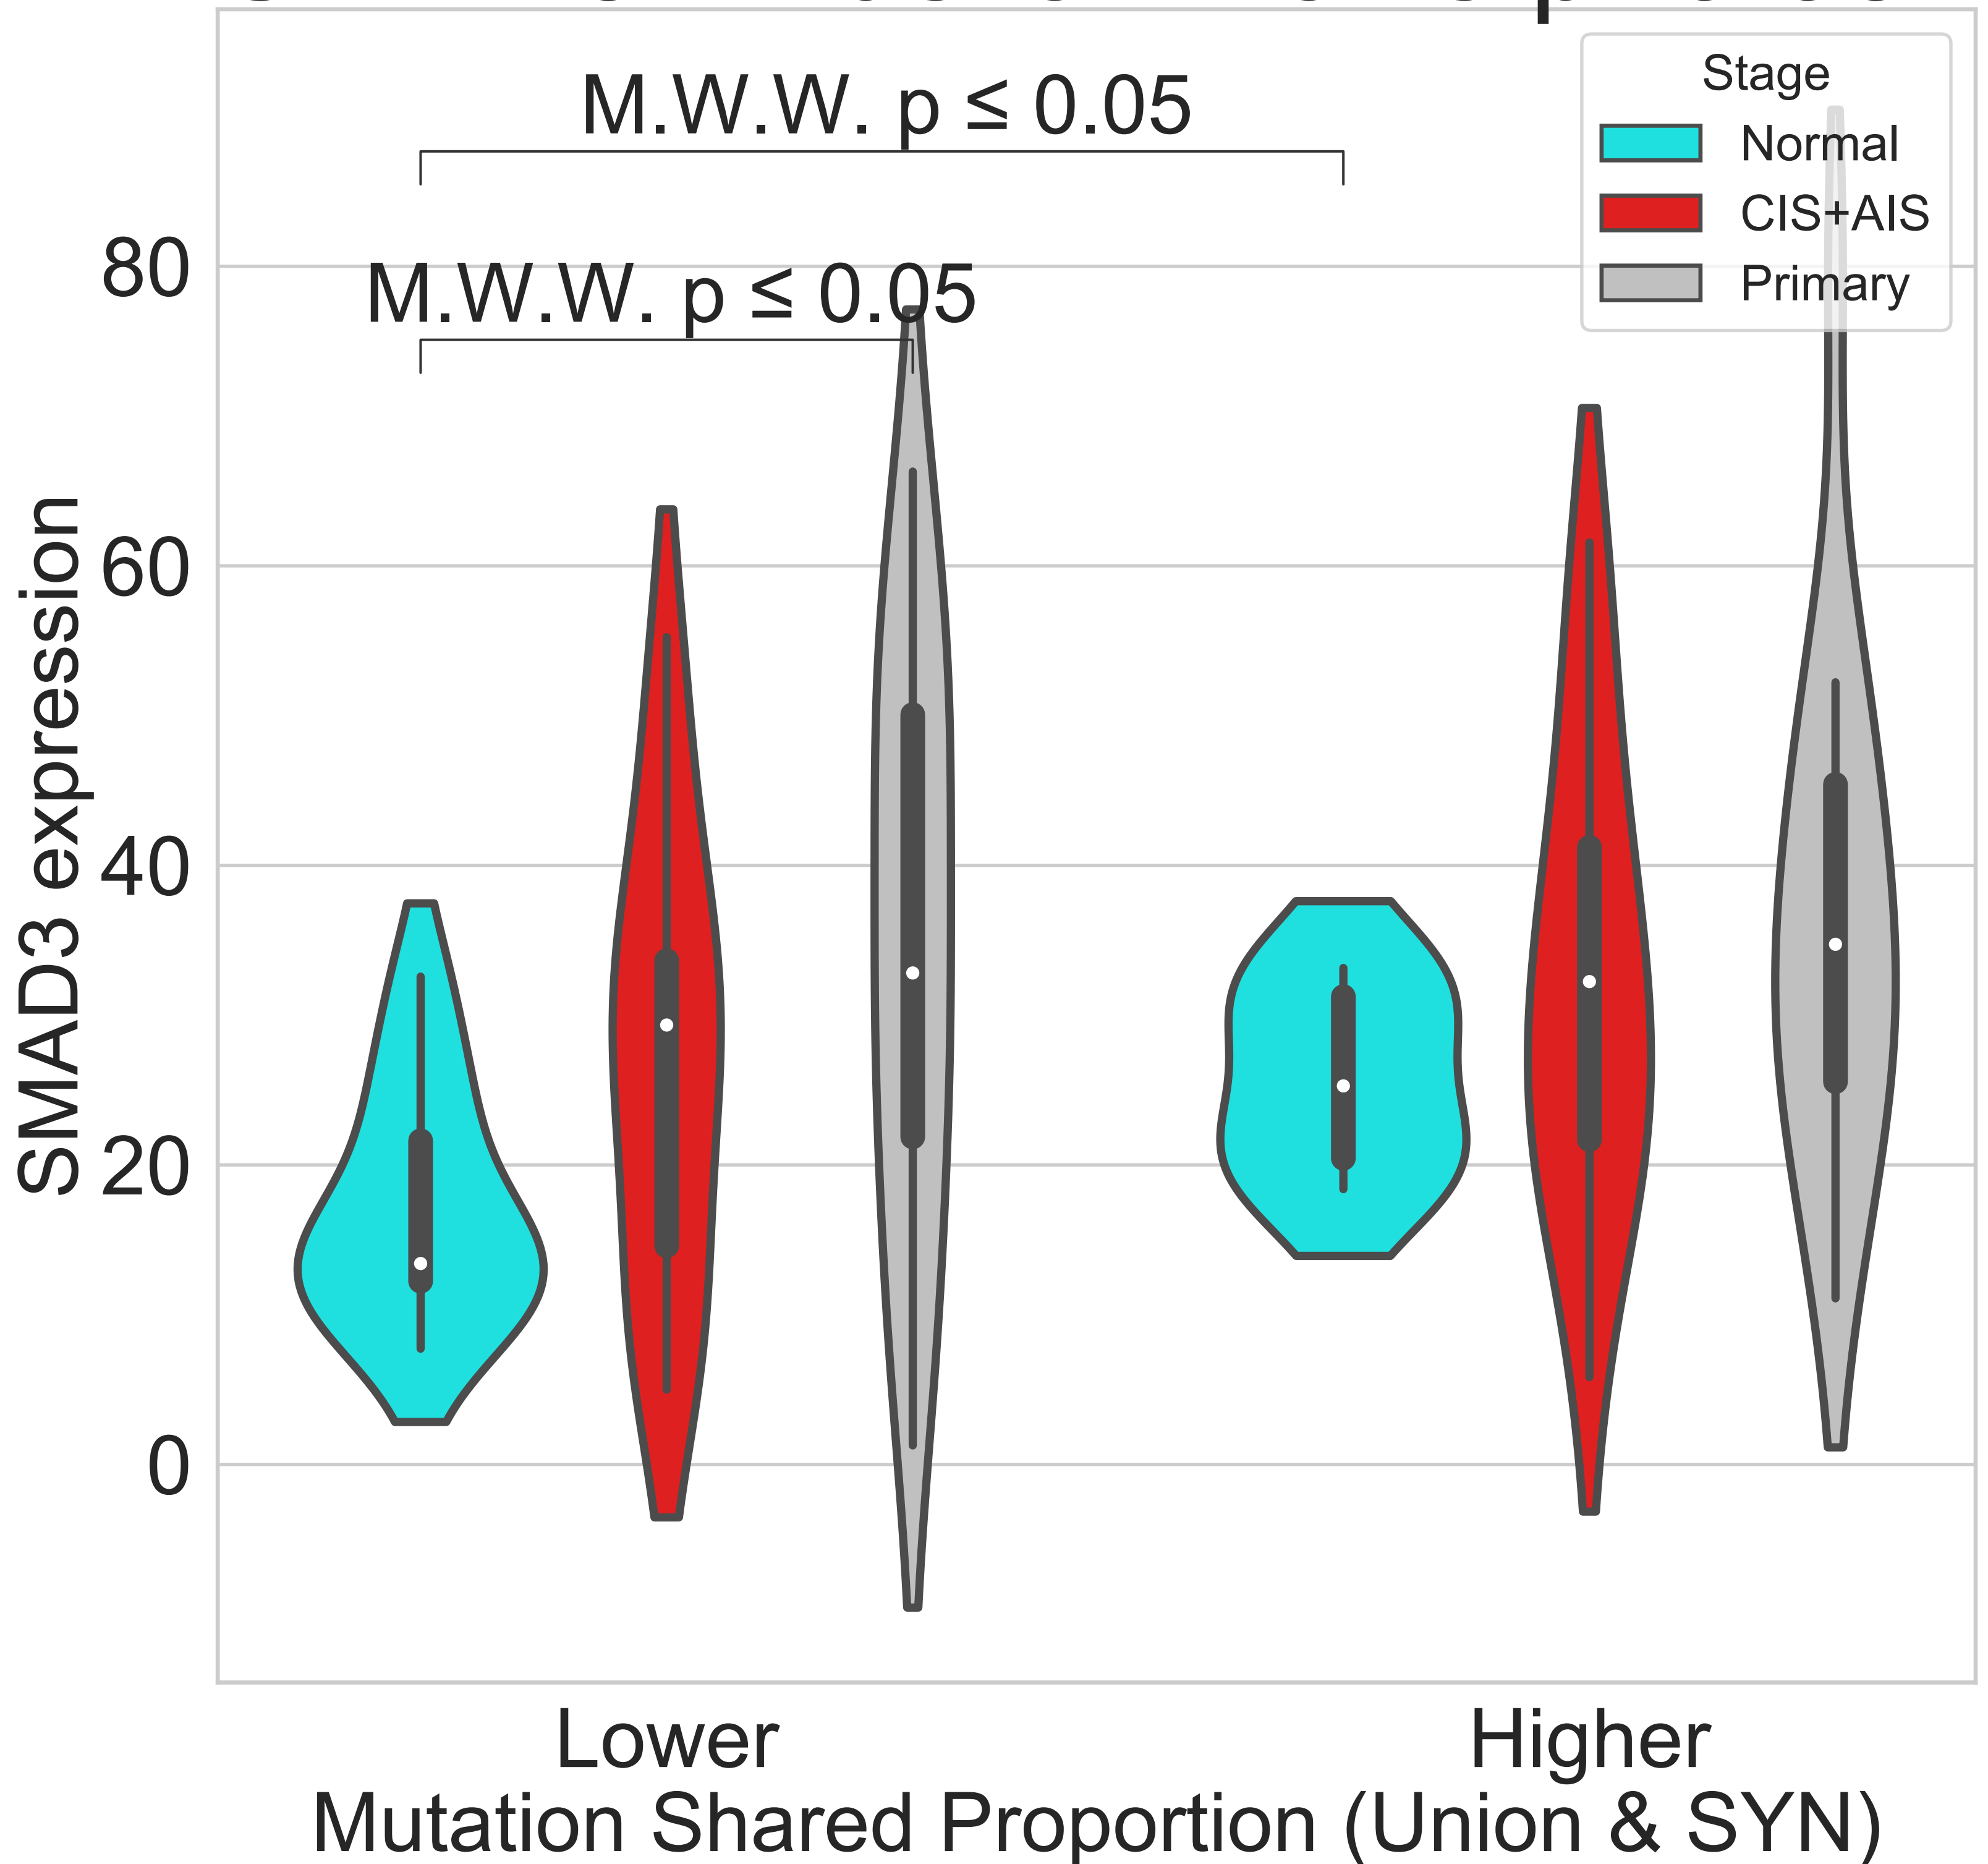 M.W.W. p ≤ 0.05
M.W.W. p ≤ 0.05
Stage
Normal
CIS+AIS
Primary
80
60
40
20
0
SMAD3 expression
Lower
Higher
Mutation Shared Proportion (Union & SYN)